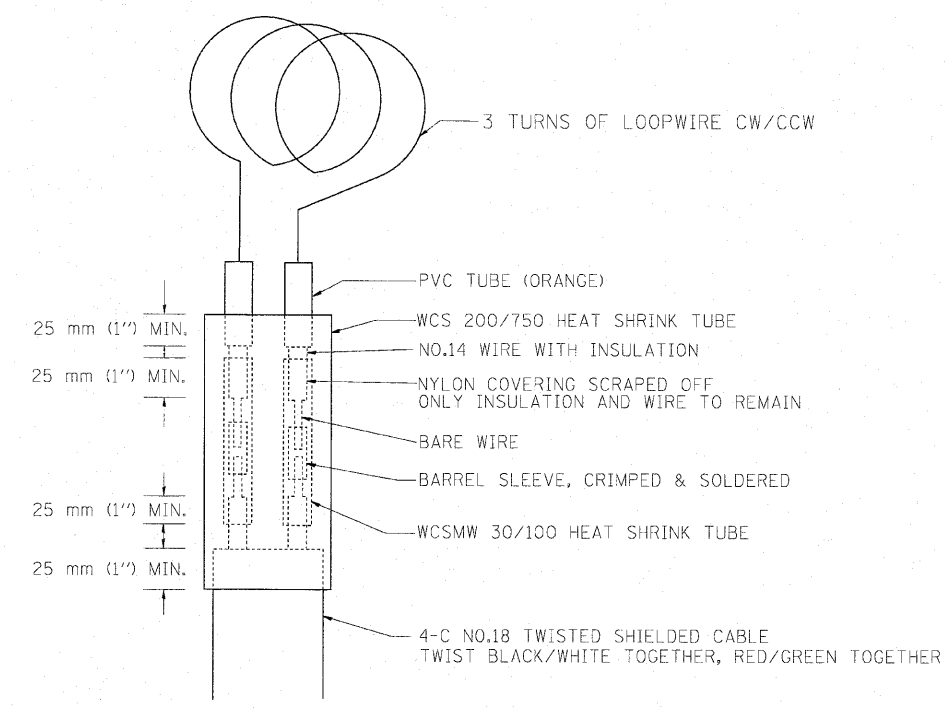 3 TURNS OF LOOPWIRE CW/CCW
PVC TUBE (ORANGE)
25 mm (1'') MIN.
WCS 200/750 HEAT SHRINK TUBE
NO.14 WIRE WITH INSULATION
25 mm (1'') MIN.
NYLON COVERING SCRAPED OFF
ONLY INSULATION AND WIRE TO REMAIN
BARE WIRE
BARREL SLEEVE, CRIMPED & SOLDERED
25 mm (1'') MIN.
WCSMW 30/100 HEAT SHRINK TUBE
25 mm (1'') MIN.
4-C NO.18 TWISTED SHIELDED CABLE
TWIST BLACK/WHITE TOGETHER, RED/GREEN TOGETHER